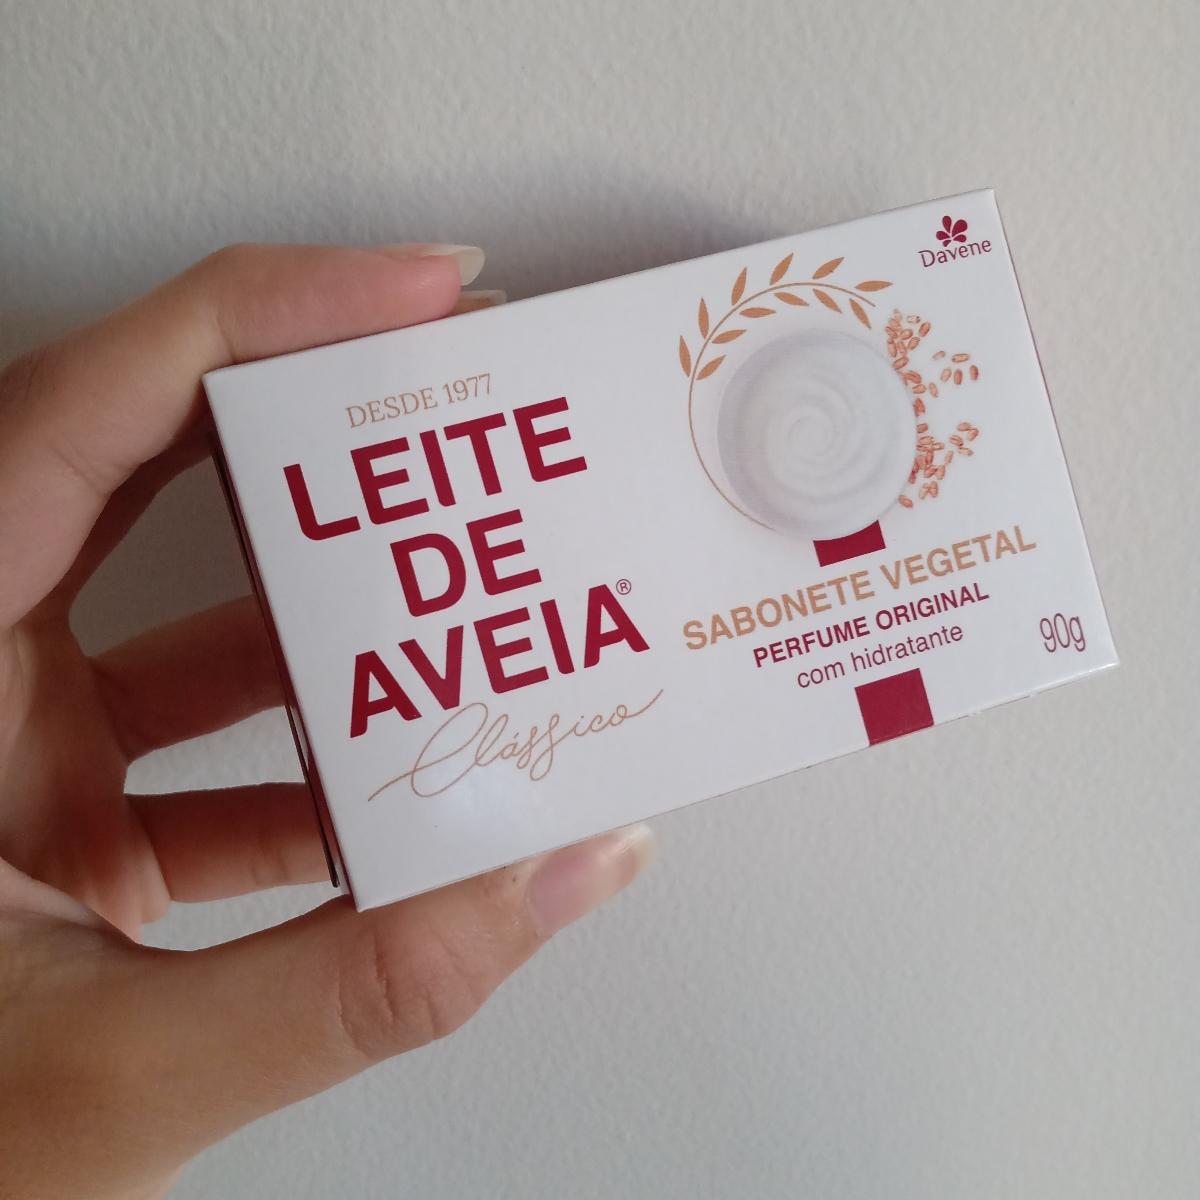 Davene
DESDE 1977
LEITE
DE
AVEIA®
Clássico
SABONETE VEGETAL
PERFUME ORIGINAL
com hidratante
90g